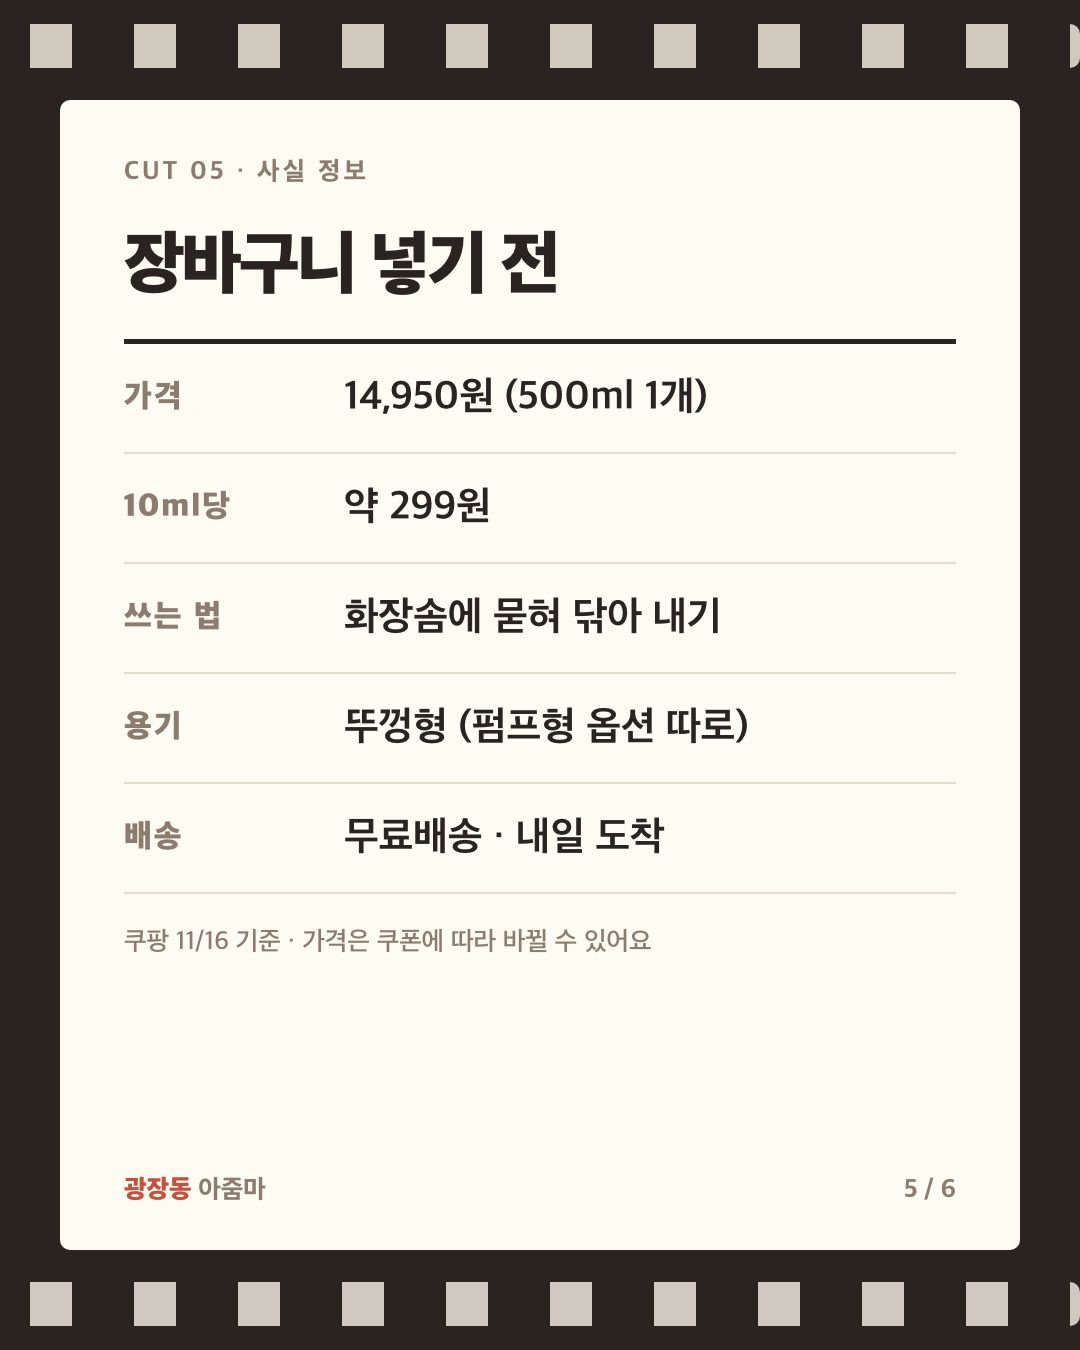 CUT 05 · 사실 정보
장바구니 넣기 전
가격 14,950원 (500ml 1개)
10ml당 약 299원
쓰는 법 화장솜에 묻혀 닦아 내기
용기 뚜껑형 (펌프형 옵션 따로)
배송 무료배송 · 내일 도착
쿠팡 11/16 기준 · 가격은 쿠폰에 따라 바뀔 수 있어요
광장동 아줌마 5 / 6